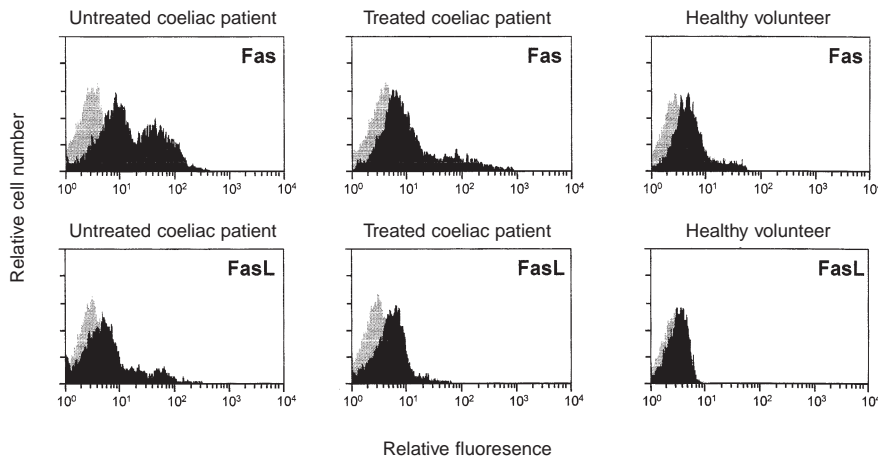 Untreated coeliac patient Treated coeliac patient Healthy volunteer
Fas Fas Fas
10⁰ 10¹ 10² 10³ 10⁴ 10⁰ 10¹ 10² 10³ 10⁴ 10⁰ 10¹ 10² 10³ 10
Relative cell number
Untreated coeliac patient Treated coeliac patient Healthy volunteer
FasL FasL FasL
10⁰ 10¹ 10² 10³ 10⁴ 10⁰ 10¹ 10² 10³ 10⁴ 10⁰ 10¹ 10² 10³ 10⁴
Relative fluoresence